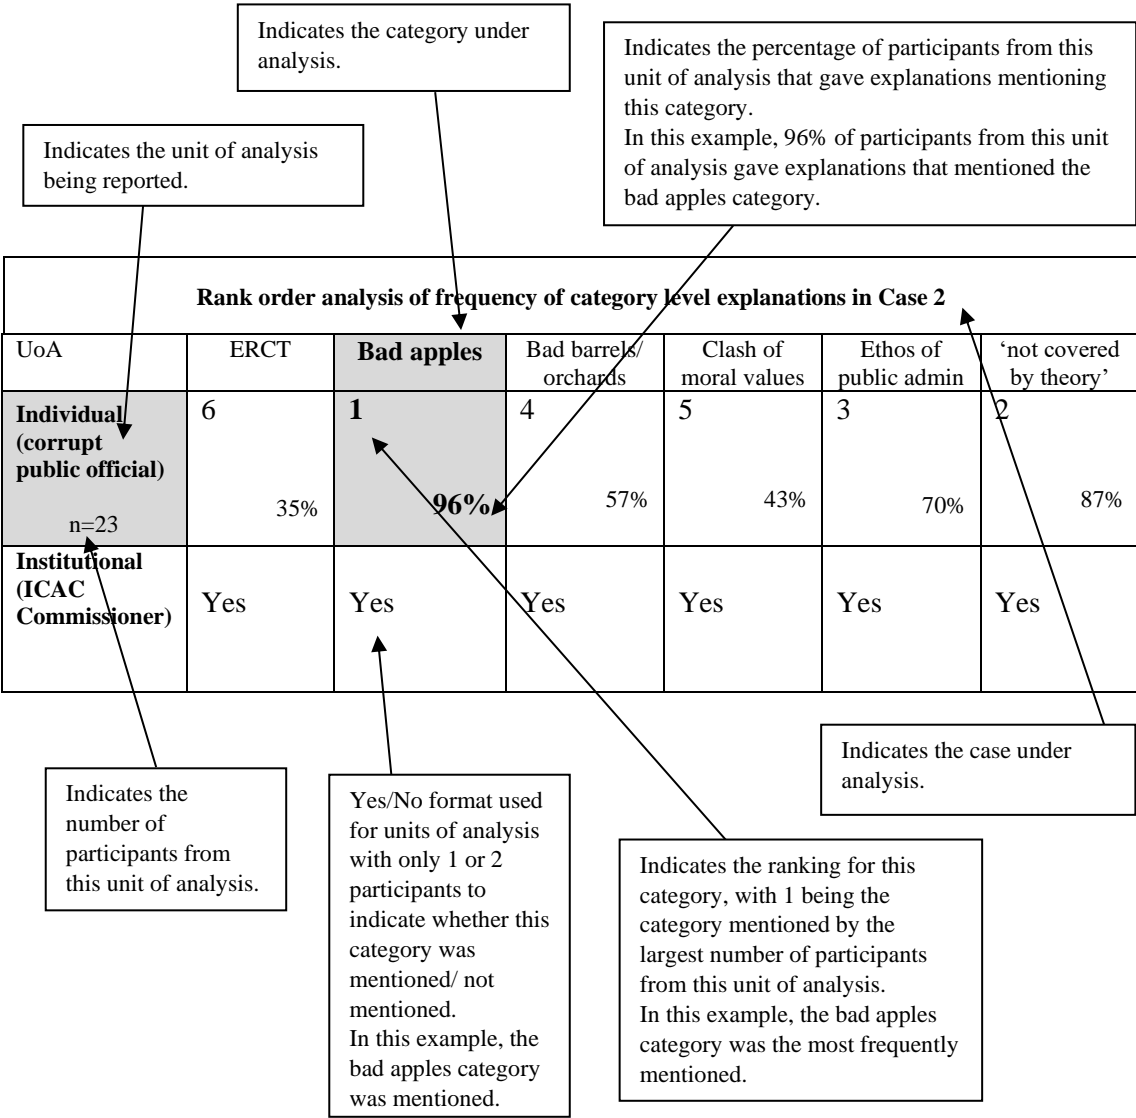 Indicates the category under
analysis.
Indicates the percentage of participants from this
unit of analysis that gave explanations mentioning
this category.
In this example, 96% of participants from this unit
of analysis gave explanations that mentioned the
bad apples category.
Indicates the unit of analysis
being reported.
Rank order analysis of frequency of category level explanations in Case 2
UoA
ERCT
Bad apples
Bad barrels/
orchards
Clash of
moral values
Ethos of
public admin
‘not covered
by theory’
Individual
(corrupt
public official)
n=23
6
35%
1
96%
4
57%
5
43%
3
70%
2
87%
Institutional
(ICAC
Commissioner)
Yes
Yes
Yes
Yes
Yes
Yes
Indicates the
number of
participants from
this unit of analysis.
Yes/No format used
for units of analysis
with only 1 or 2
participants to
indicate whether this
category was
mentioned/ not
mentioned.
In this example, the
bad apples category
was mentioned.
Indicates the ranking for this
category, with 1 being the
category mentioned by the
largest number of participants
from this unit of analysis.
In this example, the bad apples
category was the most frequently
mentioned.
Indicates the case under
analysis.